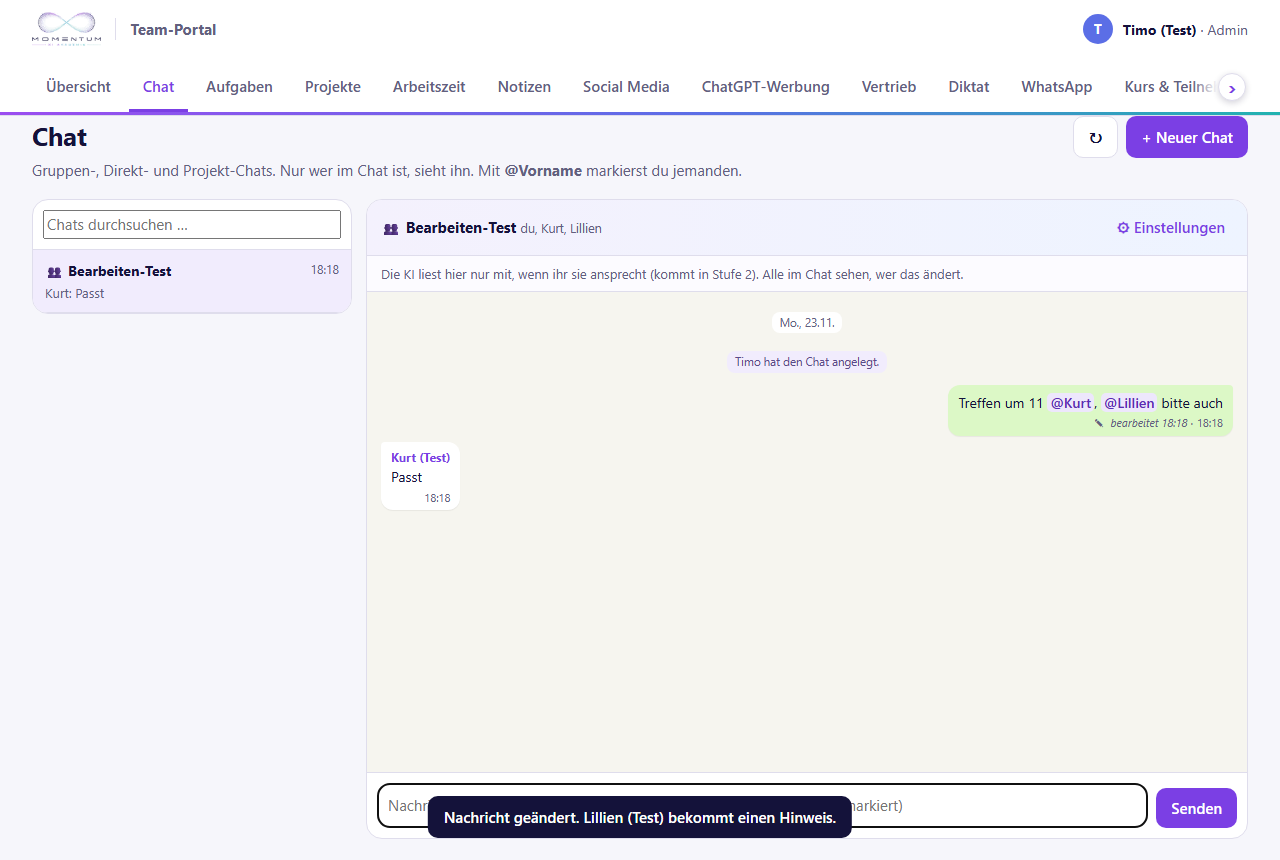 MOMENTUM
Team-Portal
T
Timo (Test) · Admin
Übersicht
Chat
Aufgaben
Projekte
Arbeitszeit
Notizen
Social Media
ChatGPT-Werbung
Vertrieb
Diktat
WhatsApp
Kurs &
Chat
+ Neuer Chat
Gruppen-, Direkt- und Projekt-Chats. Nur wer im Chat ist, sieht ihn. Mit @Vorname markierst du jemanden.
Chats durchsuchen ...
Bearbeiten-Test 18:18
Kurt: Passt
Bearbeiten-Test du, Kurt, Lillien
Einstellungen
Die KI liest hier nur mit, wenn ihr sie ansprecht (kommt in Stufe 2). Alle im Chat sehen, wer das ändert.
Mo., 23.11.
Timo hat den Chat angelegt.
Treffen um 11 @Kurt, @Lillien bitte auch
bearbeitet 18:18 · 18:18
Kurt (Test)
Passt
18:18
Senden
Nachricht geändert. Lillien (Test) bekommt einen Hinweis.